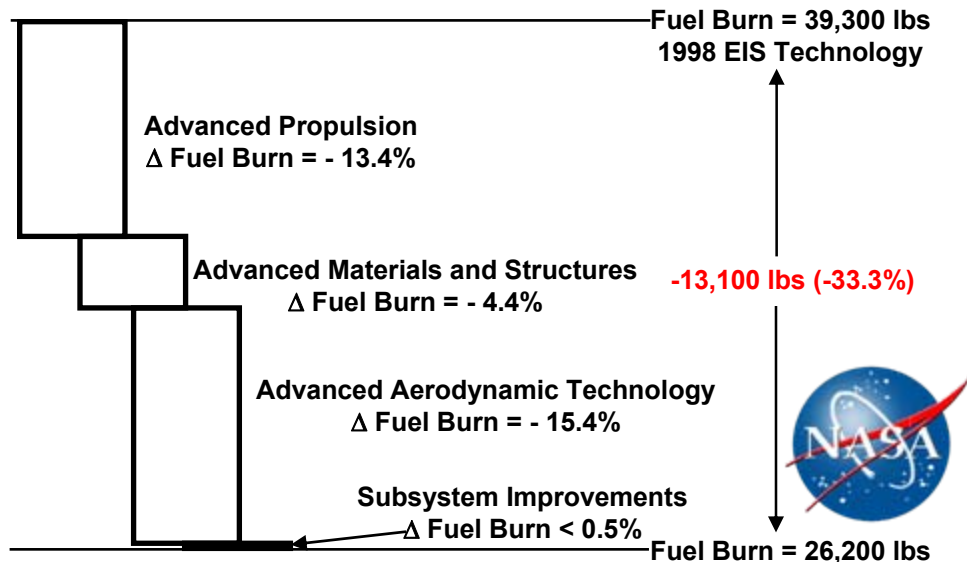 Fuel Burn = 39,300 lbs
1998 EIS Technology
Advanced Propulsion
Δ Fuel Burn = - 13.4%
Advanced Materials and Structures
Δ Fuel Burn = - 4.4%
-13,100 lbs (-33.3%)
Advanced Aerodynamic Technology
Δ Fuel Burn = - 15.4%
NASA
Subsystem Improvements
Δ Fuel Burn < 0.5%
Fuel Burn = 26,200 lbs